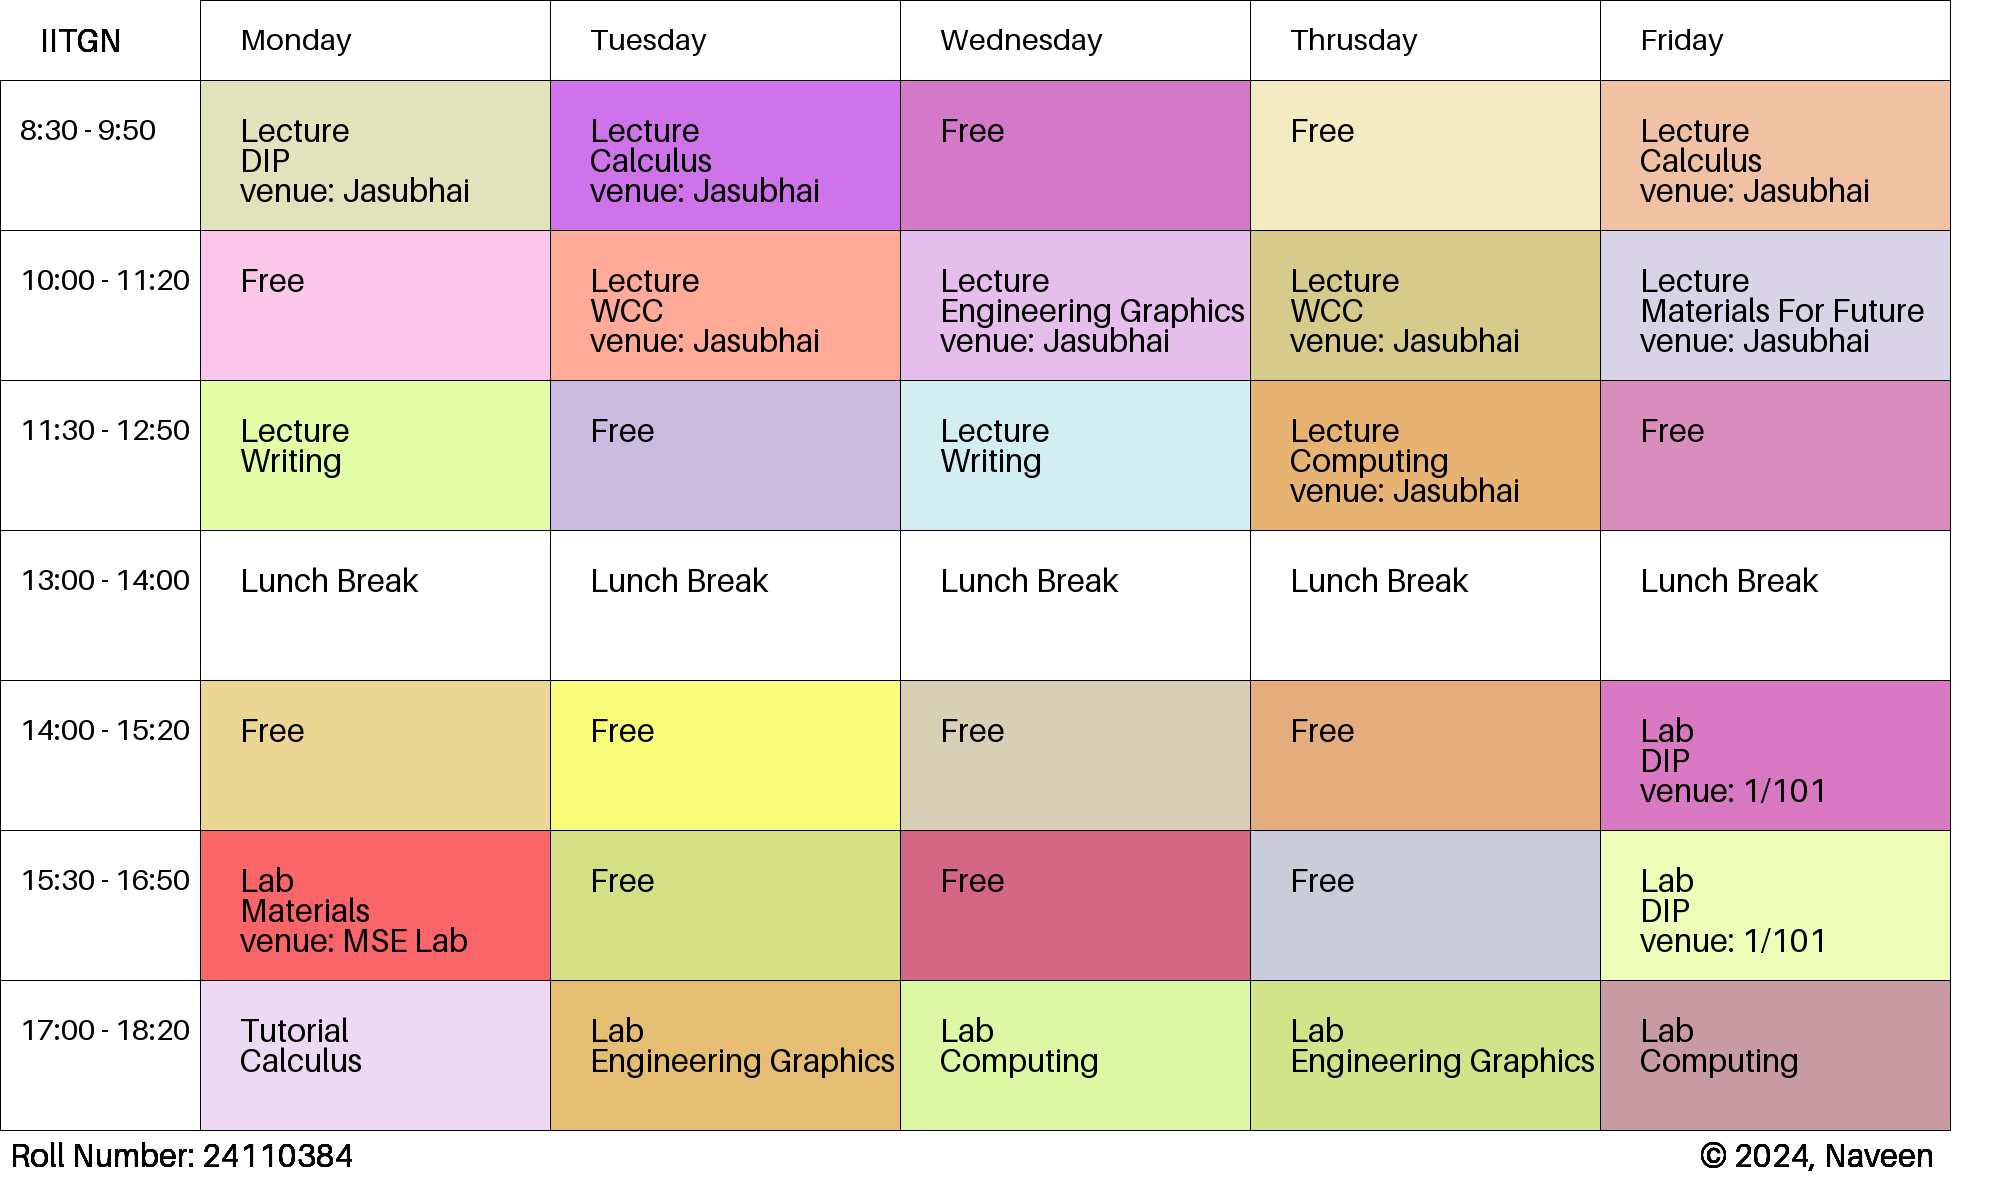 IITGN
Monday
Tuesday
Wednesday
Thrusday
Friday
8:30 - 9:50
Lecture
DIP
venue: Jasubhai
Lecture
Calculus
venue: Jasubhai
Free
Free
Lecture
Calculus
venue: Jasubhai
10:00 - 11:20
Free
Lecture
WCC
venue: Jasubhai
Lecture
Engineering Graphics
venue: Jasubhai
Lecture
WCC
venue: Jasubhai
Lecture
Materials For Future
venue: Jasubhai
11:30 - 12:50
Lecture
Writing
Free
Lecture
Writing
Lecture
Computing
venue: Jasubhai
Free
13:00 - 14:00
Lunch Break
Lunch Break
Lunch Break
Lunch Break
Lunch Break
14:00 - 15:20
Free
Free
Free
Free
Lab
DIP
venue: 1/101
15:30 - 16:50
Lab
Materials
venue: MSE Lab
Free
Free
Free
Lab
DIP
venue: 1/101
17:00 - 18:20
Tutorial
Calculus
Lab
Engineering Graphics
Lab
Computing
Lab
Engineering Graphics
Lab
Computing
Roll Number: 24110384
© 2024, Naveen